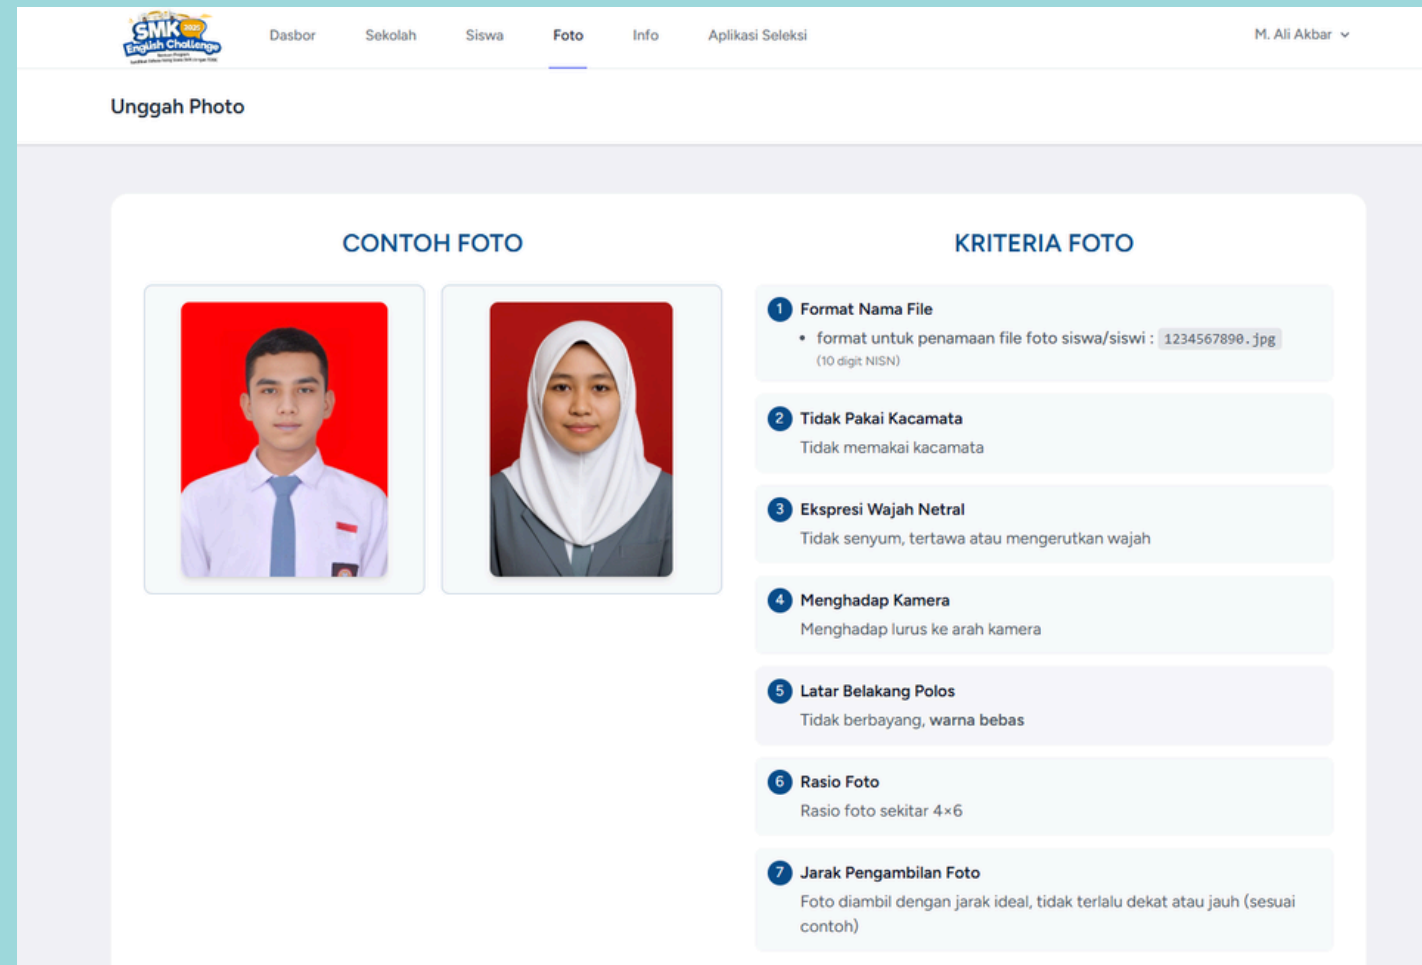 SMK 2025
English Challenge
Dasbor
Sekolah
Siswa
Foto
Info
Aplikasi Seleksi
M. Ali Akbar
Unggah Photo
CONTOH FOTO
KRITERIA FOTO
1 Format Nama File
• format untuk penamaan file foto siswa/siswi : 1234567890.jpg
(10 digit NISN)
2 Tidak Pakai Kacamata
Tidak memakai kacamata
3 Ekspresi Wajah Netral
Tidak senyum, tertawa atau mengerutkan wajah
4 Menghadap Kamera
Menghadap lurus ke arah kamera
5 Latar Belakang Polos
Tidak berbayang, warna bebas
6 Rasio Foto
Rasio foto sekitar 4×6
7 Jarak Pengambilan Foto
Foto diambil dengan jarak ideal, tidak terlalu dekat atau jauh (sesuai
contoh)